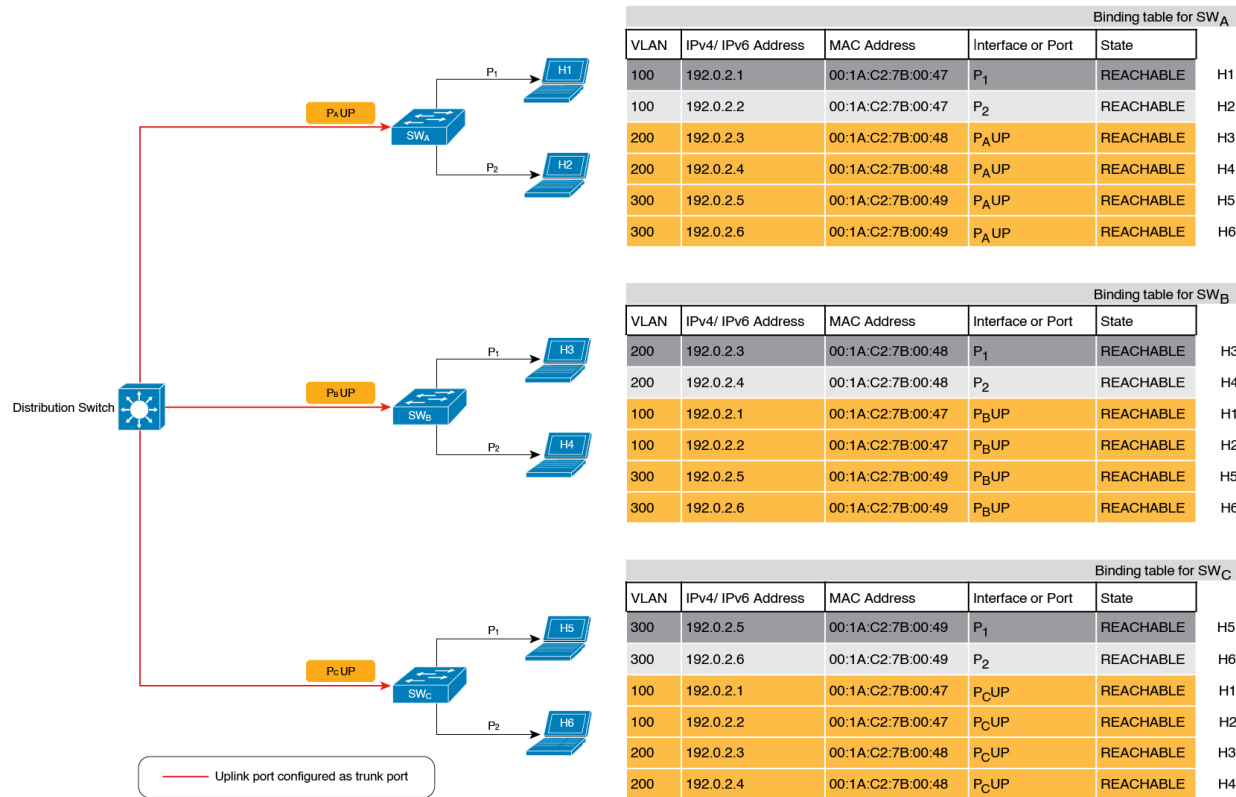 Binding table for SWA
VLAN IPv4/ IPv6 Address MAC Address Interface or Port State
100 192.0.2.1 00:1A:C2:7B:00:47 P1 REACHABLE H1
100 192.0.2.2 00:1A:C2:7B:00:47 P2 REACHABLE H2
200 192.0.2.3 00:1A:C2:7B:00:48 PAUP REACHABLE H3
200 192.0.2.4 00:1A:C2:7B:00:48 PAUP REACHABLE H4
300 192.0.2.5 00:1A:C2:7B:00:49 PAUP REACHABLE H5
300 192.0.2.6 00:1A:C2:7B:00:49 PAUP REACHABLE H6
P1
H1
PAUP
SWA
P2
H2
Binding table for SWB
VLAN IPv4/ IPv6 Address MAC Address Interface or Port State
200 192.0.2.3 00:1A:C2:7B:00:48 P1 REACHABLE H3
200 192.0.2.4 00:1A:C2:7B:00:48 P2 REACHABLE H4
100 192.0.2.1 00:1A:C2:7B:00:47 PBUP REACHABLE H1
100 192.0.2.2 00:1A:C2:7B:00:47 PBUP REACHABLE H2
300 192.0.2.5 00:1A:C2:7B:00:49 PBUP REACHABLE H5
300 192.0.2.6 00:1A:C2:7B:00:49 PBUP REACHABLE H6
P1
H3
Distribution Switch
PBUP
SWB
P2
H4
Binding table for SWC
VLAN IPv4/ IPv6 Address MAC Address Interface or Port State
300 192.0.2.5 00:1A:C2:7B:00:49 P1 REACHABLE H5
300 192.0.2.6 00:1A:C2:7B:00:49 P2 REACHABLE H6
100 192.0.2.1 00:1A:C2:7B:00:47 PCUP REACHABLE H1
100 192.0.2.2 00:1A:C2:7B:00:47 PCUP REACHABLE H2
200 192.0.2.3 00:1A:C2:7B:00:48 PCUP REACHABLE H3
200 192.0.2.4 00:1A:C2:7B:00:48 PCUP REACHABLE H4
P1
H5
PCUP
SWC
P2
H6
Uplink port configured as trunk port